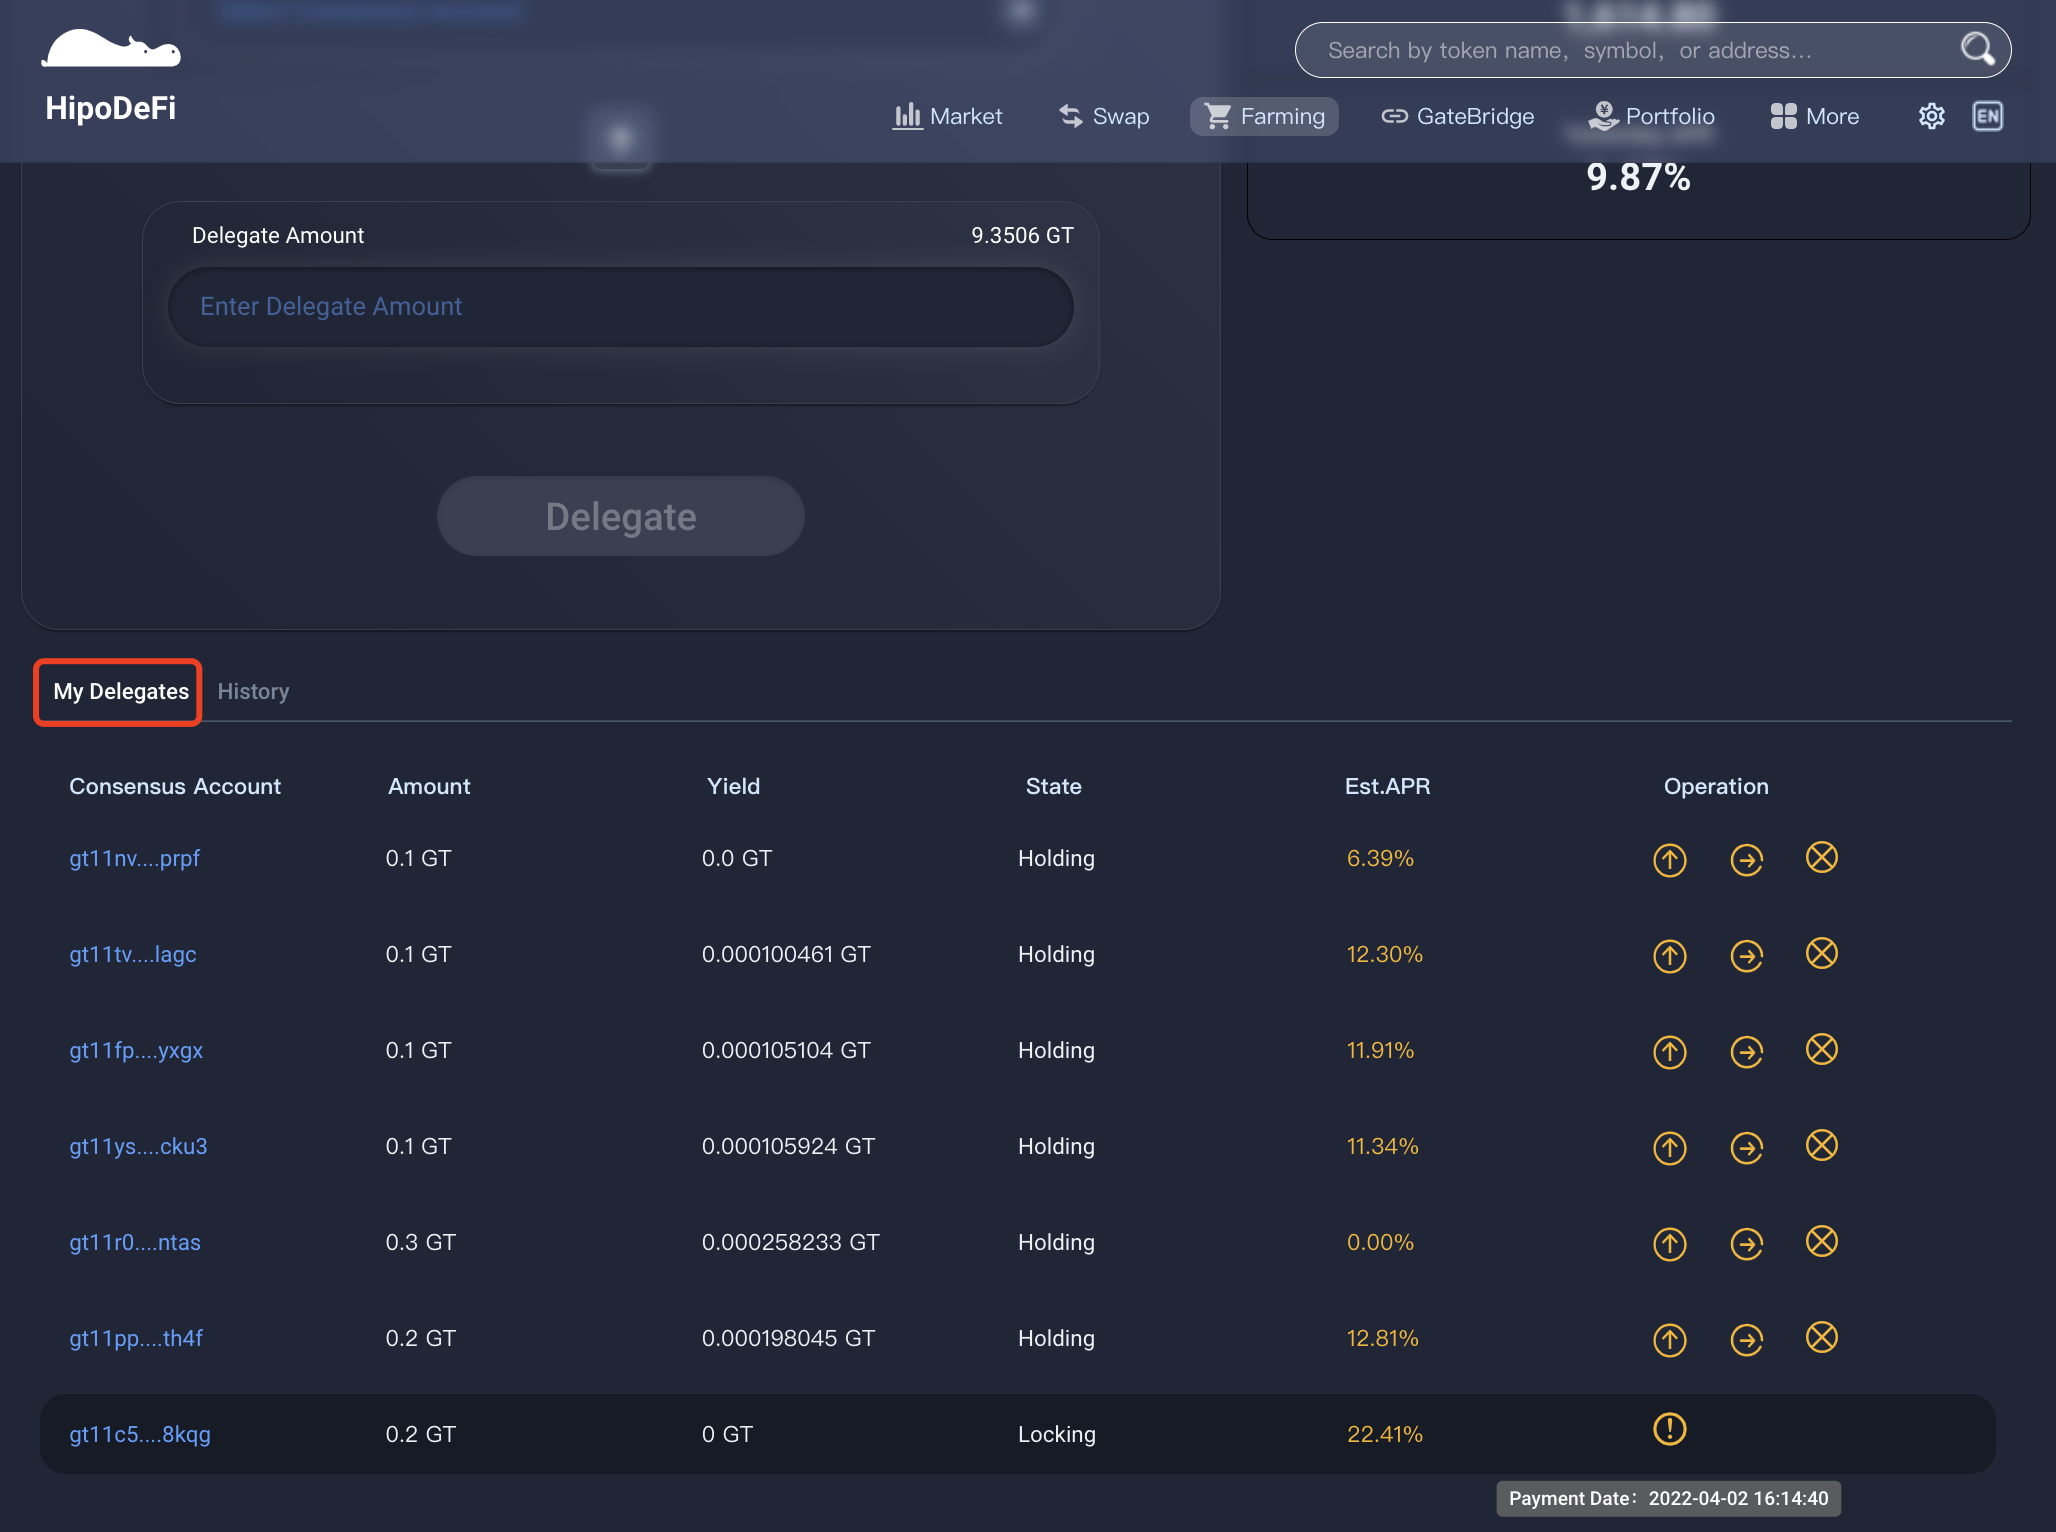 HipoDeFi
Search by token name, symbol, or address...
Market Swap Farming GateBridge Portfolio More EN
9.87%
Delegate Amount 9.3506 GT
Enter Delegate Amount
Delegate
My Delegates History
Consensus Account Amount Yield State Est.APR Operation
gt11nv....prpf 0.1 GT 0.0 GT Holding 6.39%
gt11tv....lagc 0.1 GT 0.000100461 GT Holding 12.30%
gt11fp....yxgx 0.1 GT 0.000105104 GT Holding 11.91%
gt11ys....cku3 0.1 GT 0.000105924 GT Holding 11.34%
gt11r0....ntas 0.3 GT 0.000258233 GT Holding 0.00%
gt11pp....th4f 0.2 GT 0.000198045 GT Holding 12.81%
gt11c5....8kqg 0.2 GT 0 GT Locking 22.41%
Payment Date： 2022-04-02 16:14:40